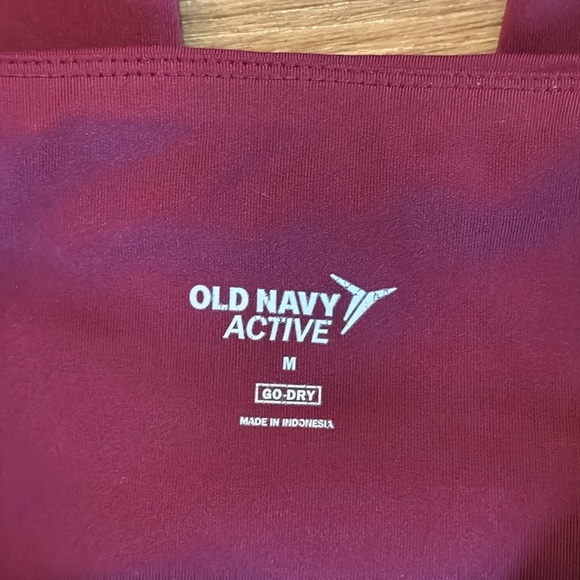 OLD NAVY
ACTIVE
M
GO-DRY
MADE IN INDONESIA